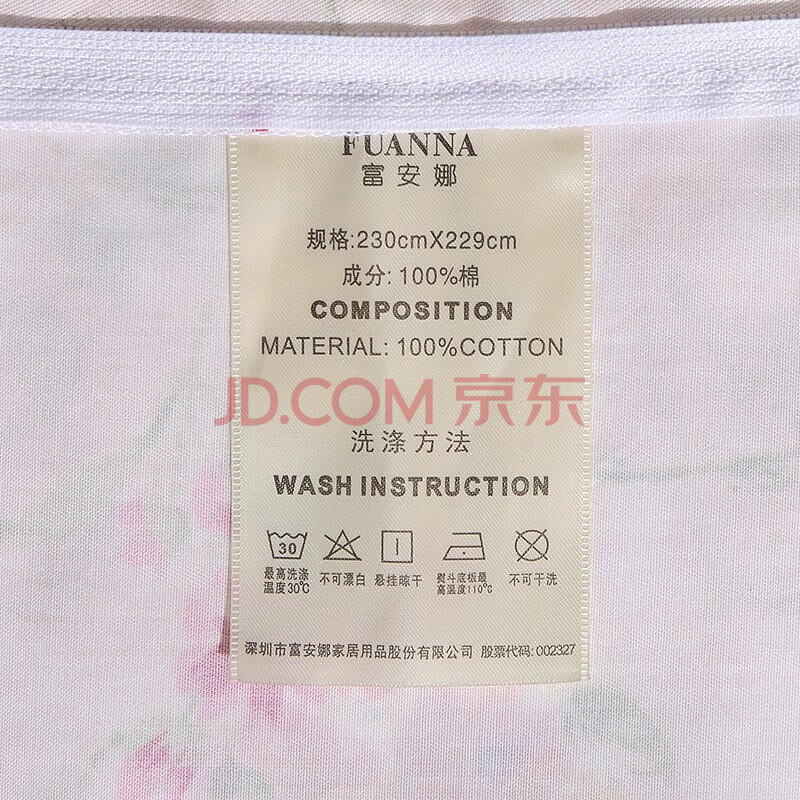 FUANNA
富安娜
规格:230cmX229cm
成分:100%棉
COMPOSITION
MATERIAL: 100%COTTON
JD.COM 京东
洗涤方法
WASH INSTRUCTION
30
最高洗涤温度30℃
不可漂白
悬挂晾干
熨斗底板最高温度110℃
不可干洗
深圳市富安娜家居用品股份有限公司 股票代码:002327